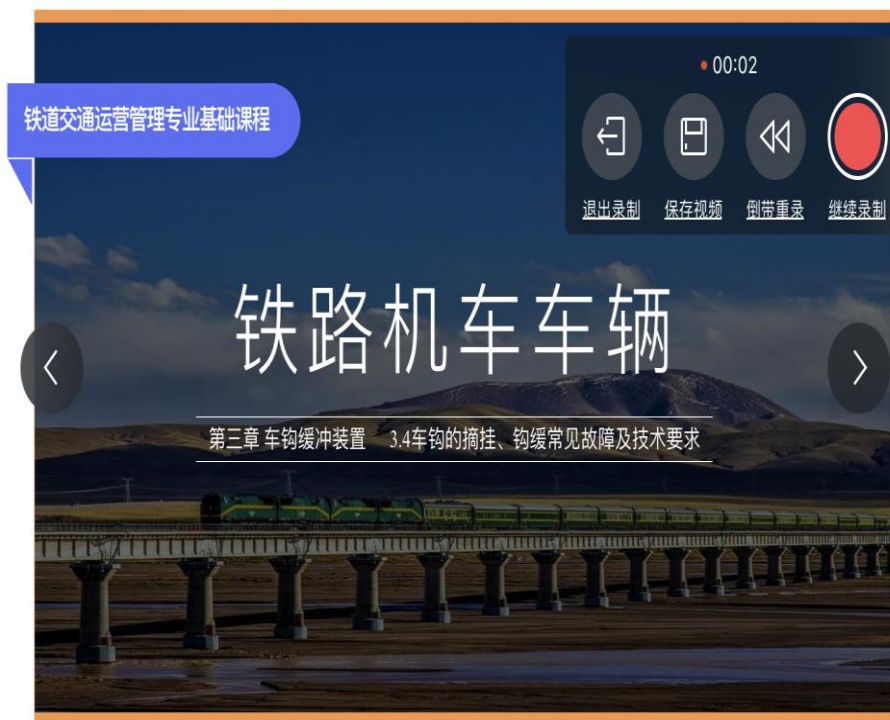 • 00:02
铁道交通运营管理专业基础课程
退出录制 保存视频 倒带重录 继续录制
铁路机车车辆
第三章 车钩缓冲装置 3.4车钩的摘挂、钩缓常见故障及技术要求